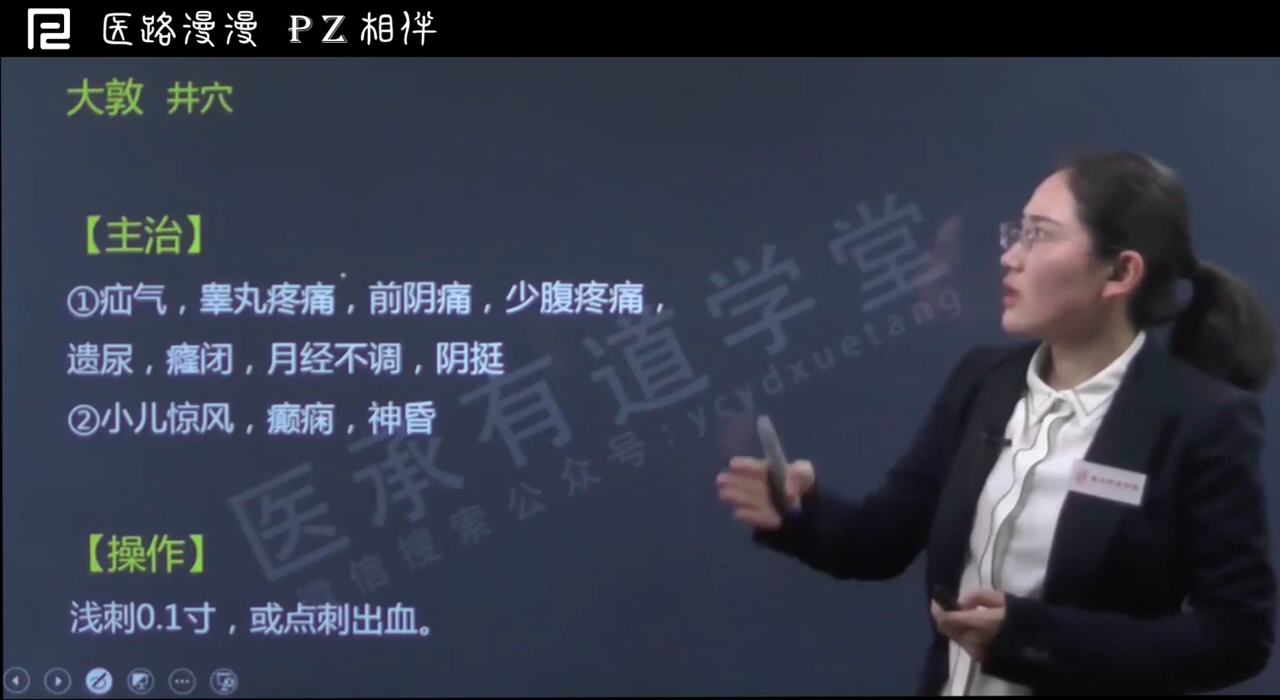 医路漫漫 PZ相伴
大敦 井穴
【主治】
①疝气，睾丸疼痛，前阴痛，少腹疼痛，
遗尿，癃闭，月经不调，阴挺
②小儿惊风，癫痫，神昏
【操作】
浅刺0.1寸，或点刺出血。
医承有道学堂
微信搜索公众号：ycydxuetang